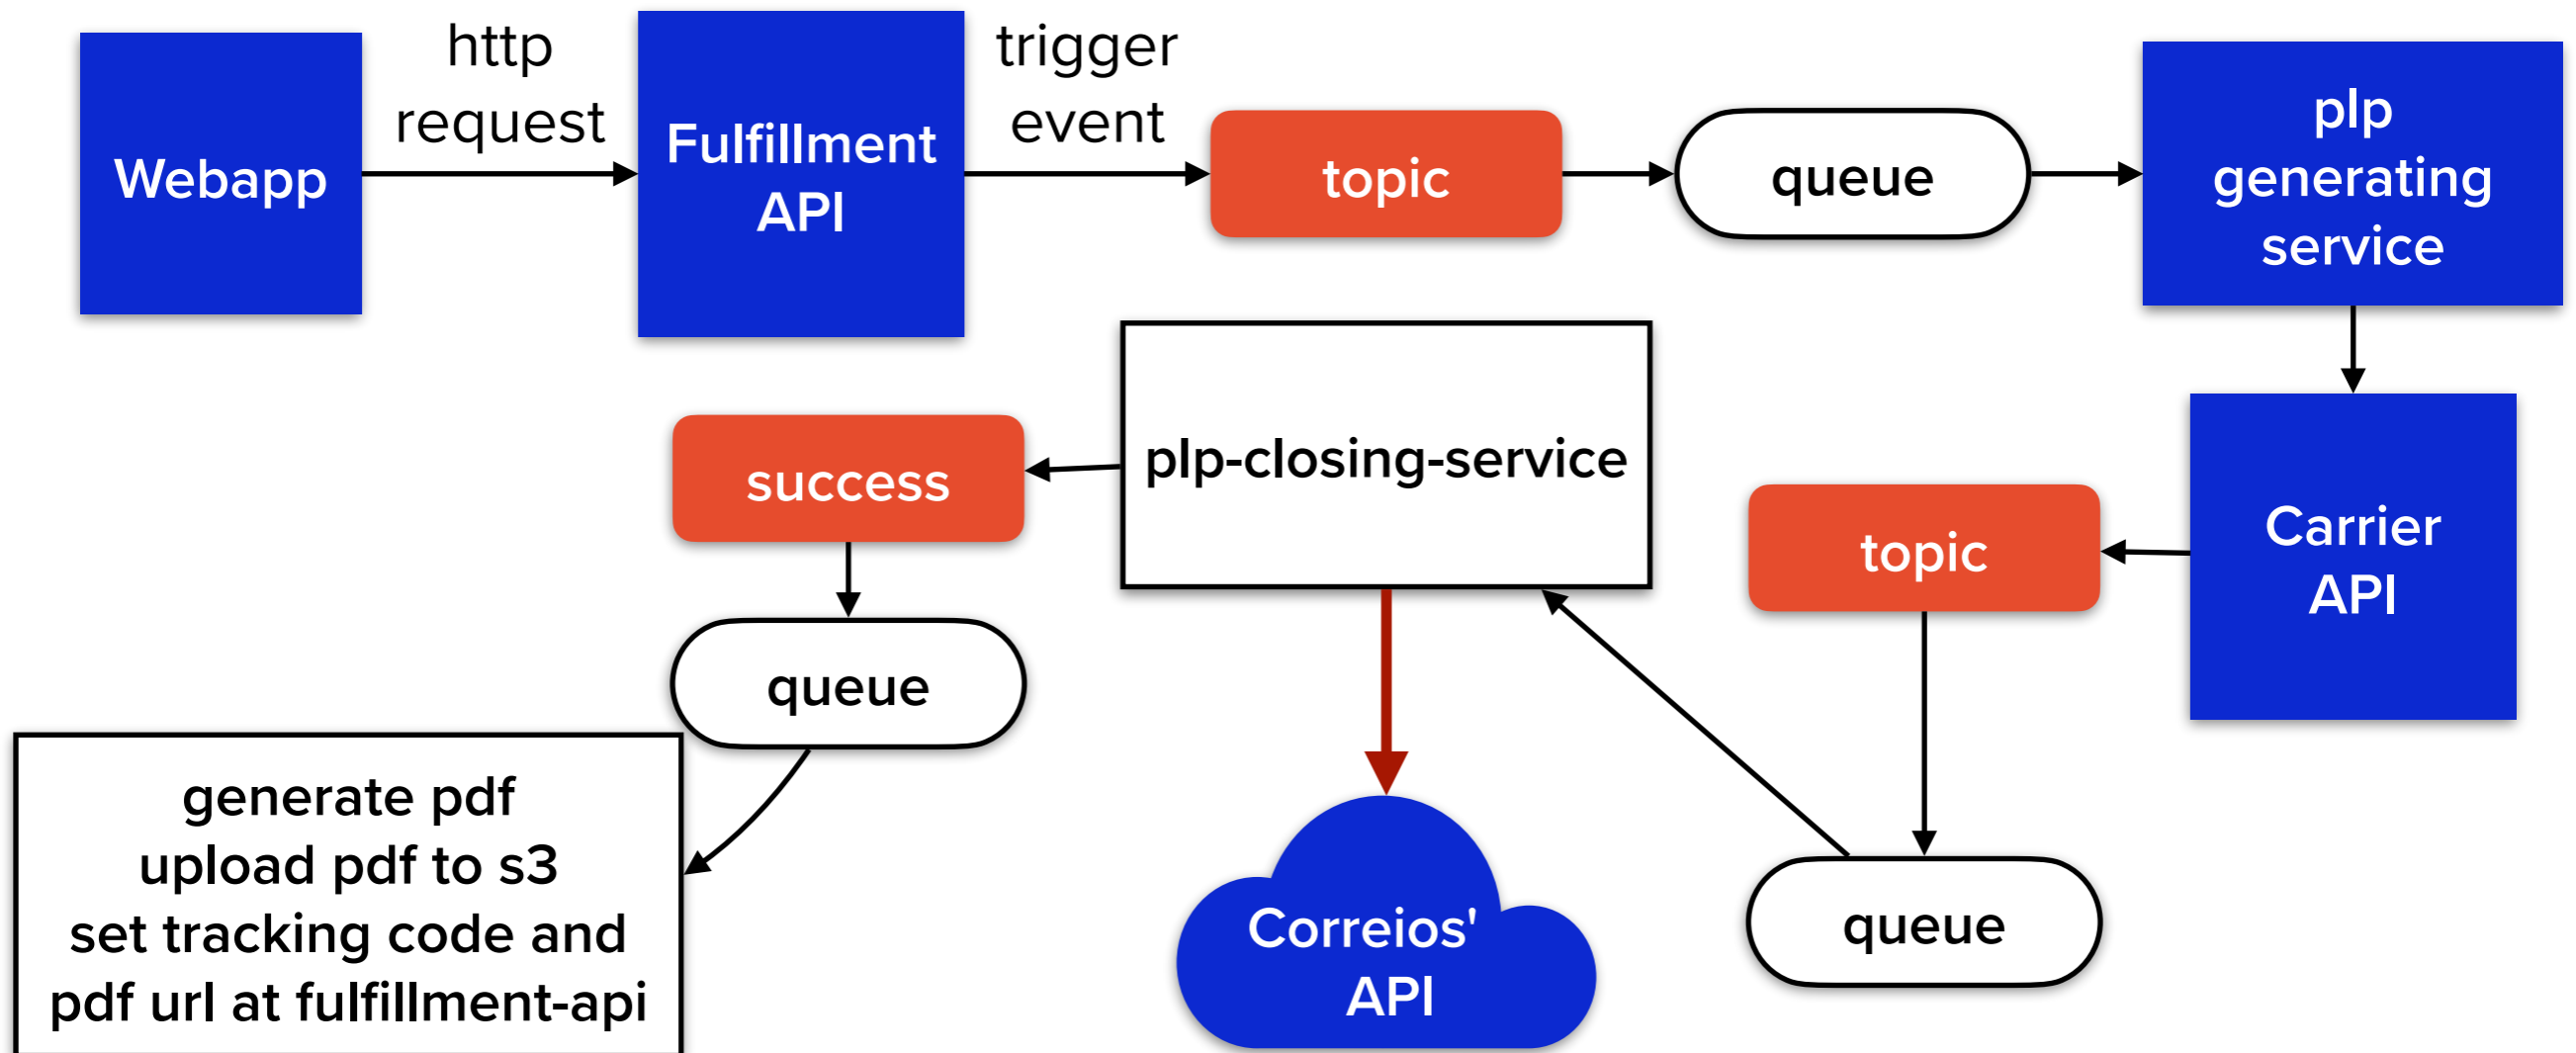 Webapp
http
request
Fulfillment
API
trigger
event
topic
queue
plp
generating
service
Carrier
API
topic
queue
plp-closing-service
Correios'
API
success
queue
generate pdf
upload pdf to s3
set tracking code and
pdf url at fulfillment-api